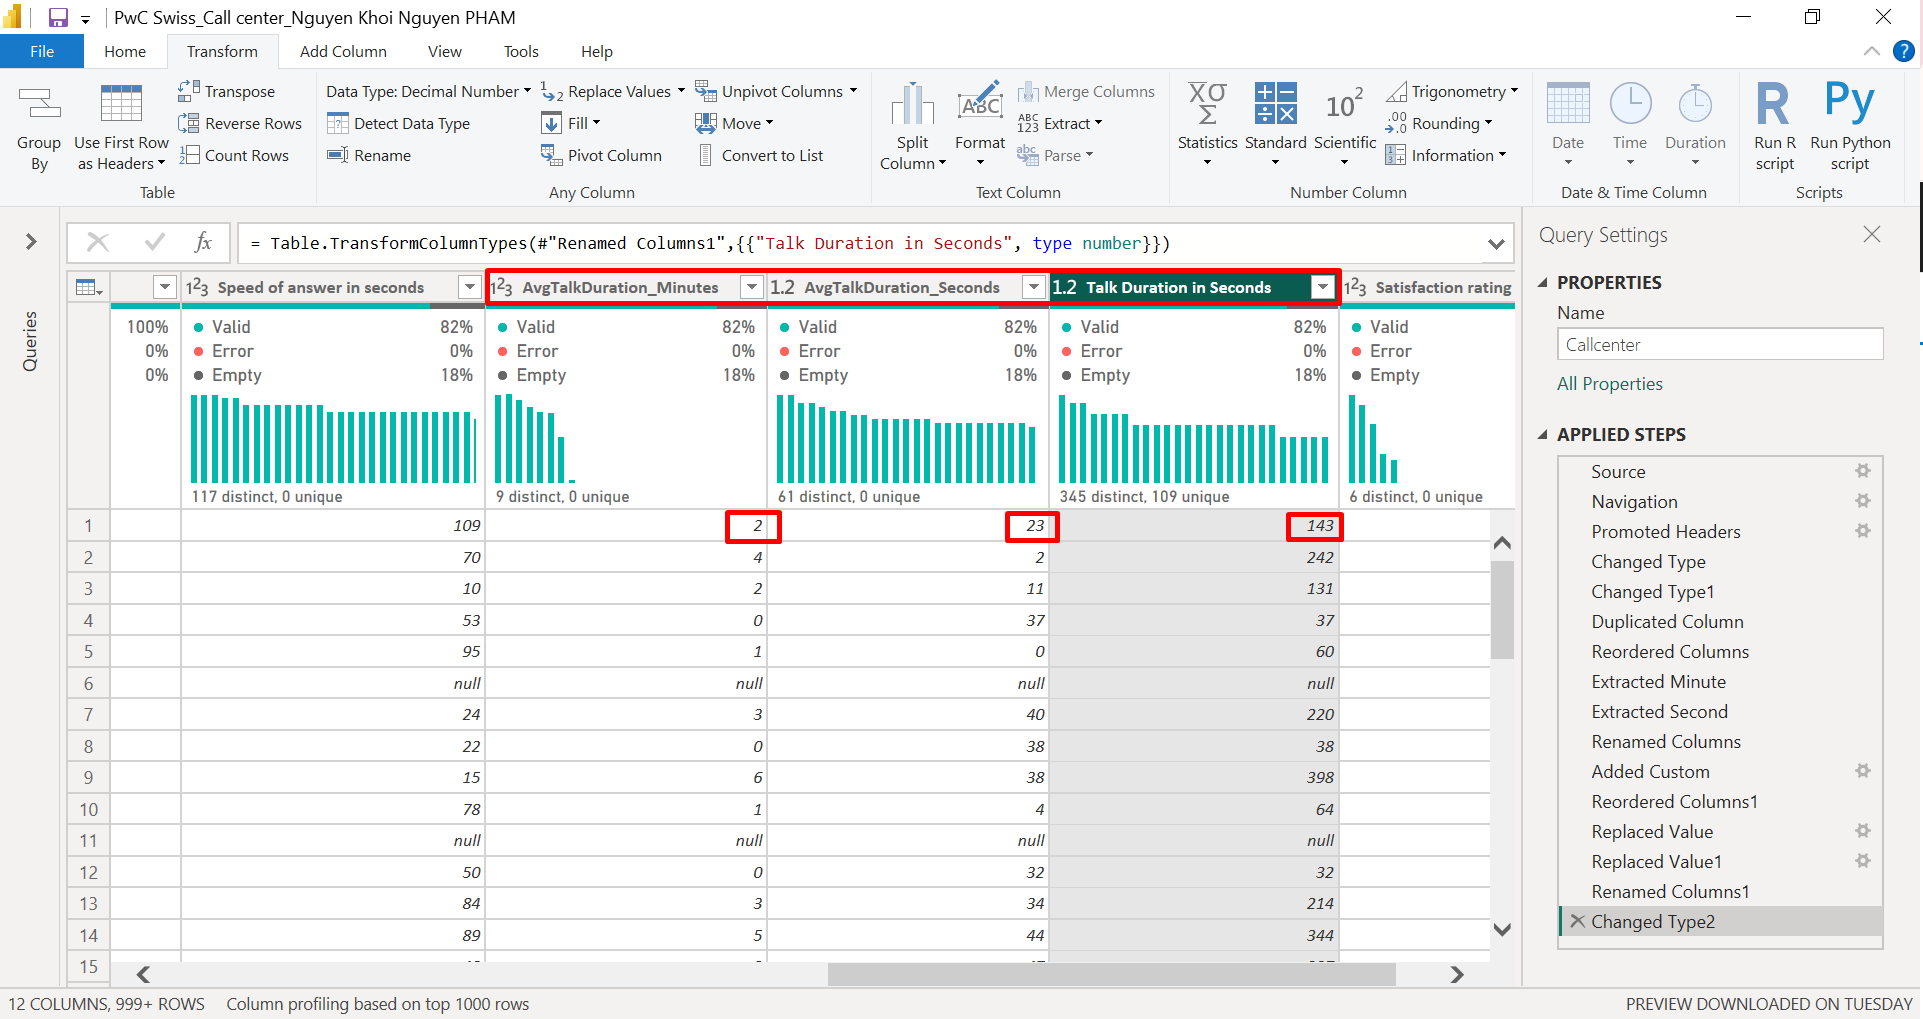 PwC Swiss_Call center_Nguyen Khoi Nguyen PHAM
File Home Transform Add Column View Tools Help
Group By
Use First Row as Headers
Transpose
Reverse Rows
Count Rows
Table
Data Type: Decimal Number
Detect Data Type
Rename
Replace Values
Fill
Pivot Column
Unpivot Columns
Move
Convert to List
Any Column
Split Column
Format
Merge Columns
Extract
Parse
Text Column
Statistics
Standard
Scientific
Trigonometry
Rounding
Information
Number Column
Date
Time
Duration
Date & Time Column
Run R script
Run Python script
Scripts
Queries
= Table.TransformColumnTypes(#"Renamed Columns1",{{"Talk Duration in Seconds", type number}})
Speed of answer in seconds AvgTalkDuration_Minutes 1.2 AvgTalkDuration_Seconds 1.2 Talk Duration in Seconds Satisfaction rating
100% Valid 82% Valid 82% Valid 82% Valid 82% Valid
0% Error 0% Error 0% Error 0% Error 0% Error
0% Empty 18% Empty 18% Empty 18% Empty 18% Empty
117 distinct, 0 unique 9 distinct, 0 unique 61 distinct, 0 unique 345 distinct, 109 unique 6 distinct, 0 unique
1 109 2 23 143
2 70 4 2 242
3 10 2 11 131
4 53 0 37 37
5 95 1 0 60
6 null null null null
7 24 3 40 220
8 22 0 38 38
9 15 6 38 398
10 78 1 4 64
11 null null null null
12 50 0 32 32
13 84 3 34 214
14 89 5 44 344
15
Query Settings
PROPERTIES
Name
Callcenter
All Properties
APPLIED STEPS
Source
Navigation
Promoted Headers
Changed Type
Changed Type1
Duplicated Column
Reordered Columns
Extracted Minute
Extracted Second
Renamed Columns
Added Custom
Reordered Columns1
Replaced Value
Replaced Value1
Renamed Columns1
Changed Type2
12 COLUMNS, 999+ ROWS Column profiling based on top 1000 rows PREVIEW DOWNLOADED ON TUESDAY